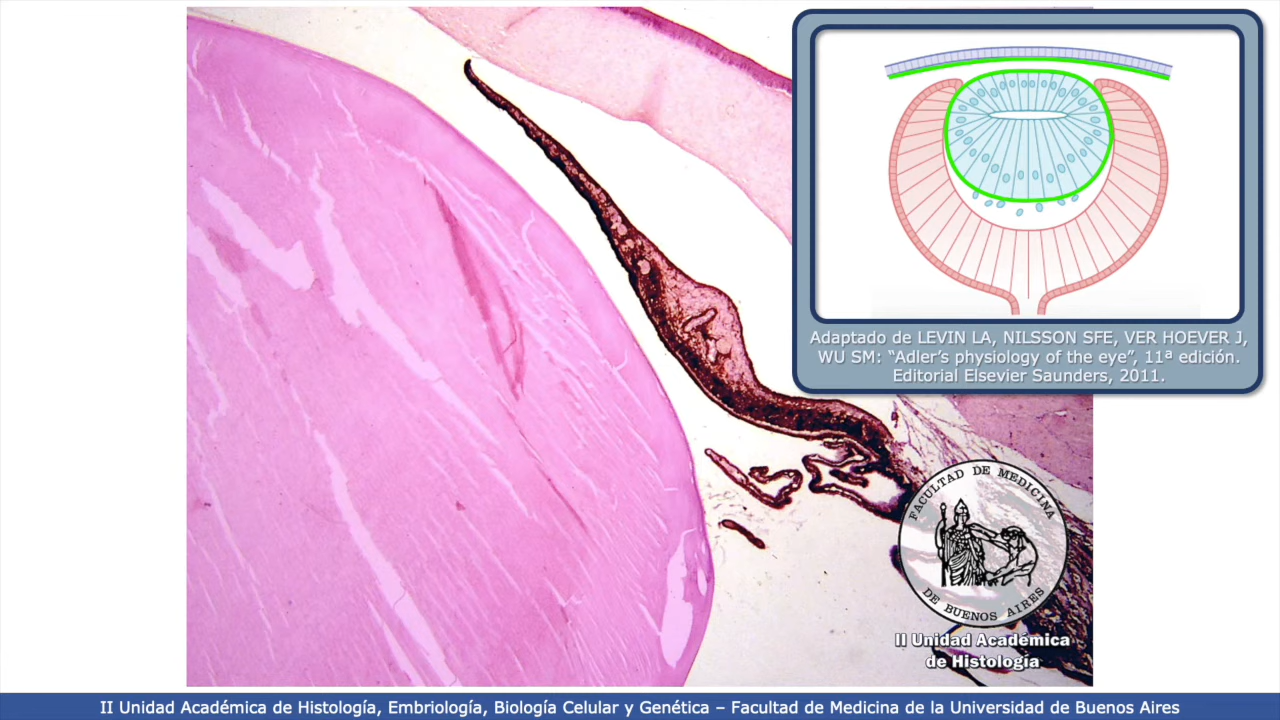 Adaptado de LEVIN LA, NILSSON SFE, VER HOEVER J,
WU SM: “Adler’s physiology of the eye”, 11ª edición.
Editorial Elsevier Saunders, 2011.
FACULTAD DE MEDICINA
DE BUENOS AIRES
II Unidad Académica
de Histología
II Unidad Académica de Histología, Embriología, Biología Celular y Genética – Facultad de Medicina de la Universidad de Buenos Aires